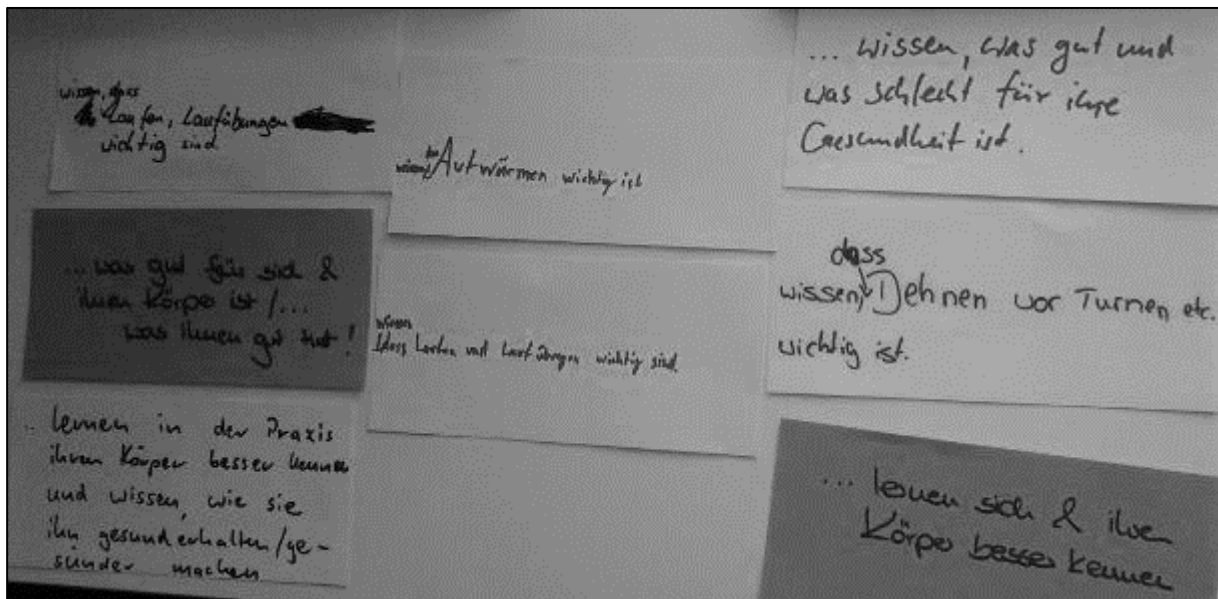 wissen, dass
Laufen, Laufübungen
wichtig sind
... was gut für sich &
ihren Körper ist /...
was ihnen gut tut!
.. lernen in der Praxis
ihren Körper besser kennen
und wissen, wie sie
ihn gesunderhalten/ge-
sünder machen
wissen, dass Aufwärmen wichtig ist
wissen
dass Laufen und Laufübungen wichtig sind.
... wissen, was gut und
was schlecht für ihre
Gesundheit ist.
dass
wissen, Dehnen vor Turnen etc.
wichtig ist.
... lernen sich & ihren
Körper besser kennen